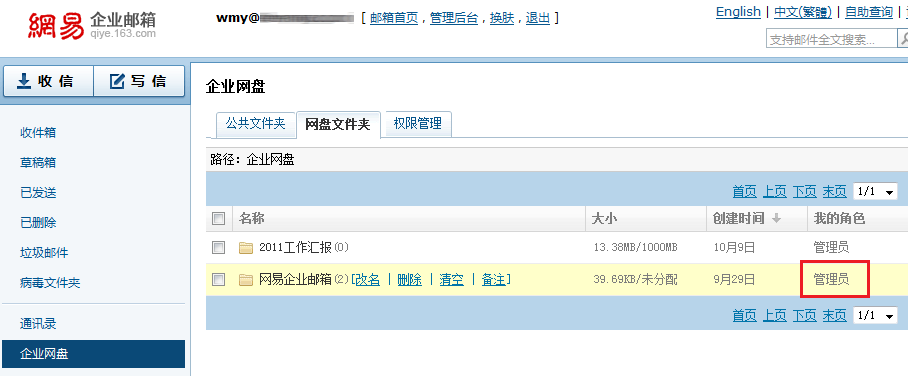 網易 企业邮箱
qiye.163.com
wmy@ [ 邮箱首页 , 管理后台 , 换肤 , 退出 ]
English | 中文(繁體) | 自助查询 |
支持邮件全文搜索...
收 信 写 信
收件箱
草稿箱
已发送
已删除
垃圾邮件
病毒文件夹
通讯录
企业网盘
企业网盘
公共文件夹 网盘文件夹 权限管理
路径：企业网盘
首页 上页 下页 末页 1/1
名称 大小 创建时间 我的角色
2011工作汇报(0) 13.38MB/1000MB 10月9日 管理员
网易企业邮箱(2)[改名 | 删除 | 清空 | 备注] 39.69KB/未分配 9月29日 管理员
首页 上页 下页 末页 1/1